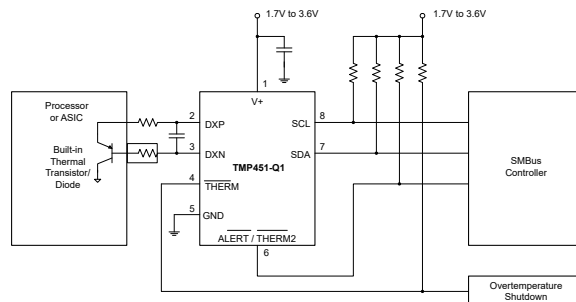 1.7V to 3.6V
1.7V to 3.6V
1
V+
Processor
or ASIC
Built-in
Thermal
Transistor/
Diode
2
DXP
3
DXN
4
THERM
5
GND
TMP451-Q1
SCL
8
SDA
7
ALERT / THERM2
6
SMBus
Controller
Overtemperature
Shutdown